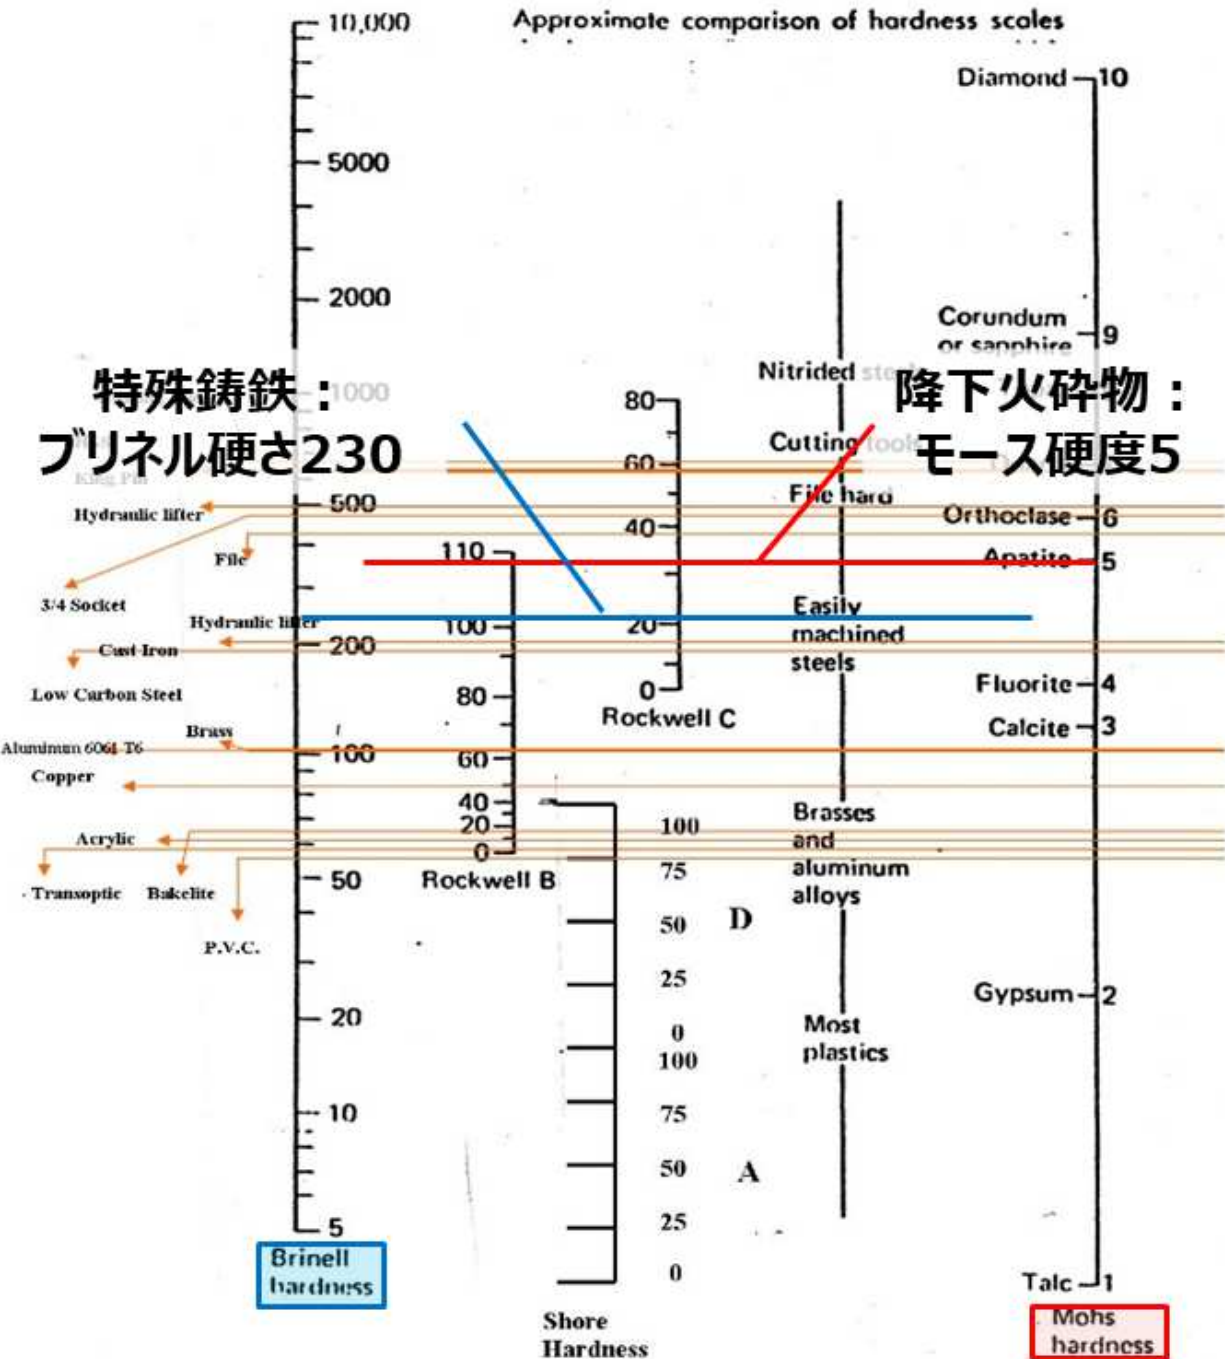 Approximate comparison of hardness scales
10,000
5000
2000
1000
500
200
100
50
20
10
5
Brinell
hardness
特殊鋳鉄：
ブリネル硬さ230
降下火砕物：
モース硬度5
King Pin
Hydraulic lifter
File
3/4 Socket
Hydraulic lifter
Cast Iron
Low Carbon Steel
Brass
Aluminum 6061 T6
Copper
Acrylic
Transoptic
Bakelite
P.V.C.
110
100
80
60
40
20
0
Rockwell B
80
60
40
20
0
Rockwell C
100
75
50
25
0
D
100
75
50
25
0
A
Shore
Hardness
Nitrided steels
Cutting tools
File hard
Easily
machined
steels
Brasses
and
aluminum
alloys
Most
plastics
Diamond 10
Corundum
or sapphire 9
Orthoclase 6
Apatite 5
Fluorite 4
Calcite 3
Gypsum 2
Talc 1
Mohs
hardness